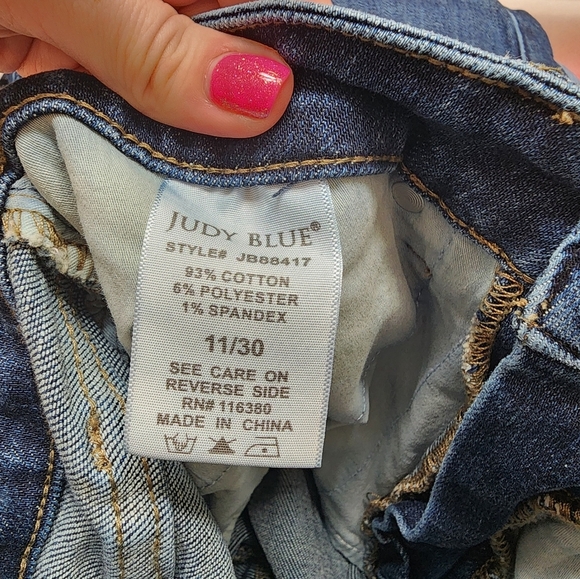 JUDY BLUE®
STYLE# JB88417
93% COTTON
6% POLYESTER
1% SPANDEX
11/30
SEE CARE ON
REVERSE SIDE
RN# 116380
MADE IN CHINA